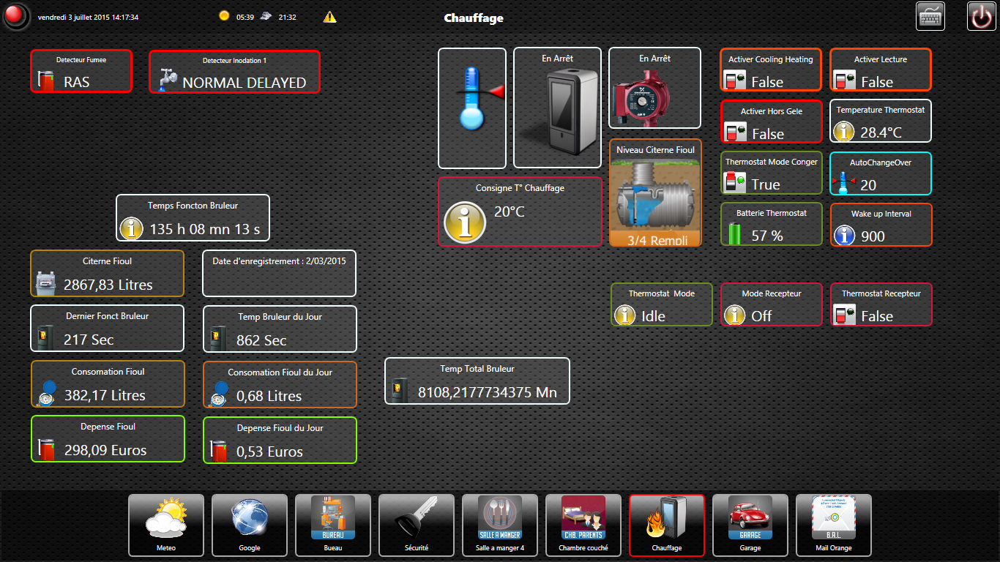 vendredi 3 juillet 2015 14:17:34
05:39
21:32
Chauffage
Detecteur Fumee
RAS
Detecteur Inodation 1
NORMAL DELAYED
En Arrêt
En Arrêt
Activer Cooling Heating
False
Activer Lecture
False
Activer Hors Gele
False
Temperature Thermostat
28.4°C
Niveau Citerne Fioul
3/4 Rempli
Thermostat Mode Conger
True
AutoChangeOver
20
Consigne T° Chauffage
20°C
Temps Foncton Bruleur
135 h 08 mn 13 s
Batterie Thermostat
57 %
Wake up Interval
900
Citerne Fioul
2867,83 Litres
Date d'enregistrement : 2/03/2015
Thermostat Mode
Idle
Mode Recepteur
Off
Thermostat Recepteur
False
Dernier Fonct Bruleur
217 Sec
Temp Bruleur du Jour
862 Sec
Consomation Fioul
382,17 Litres
Consomation Fioul du Jour
0,68 Litres
Temp Total Bruleur
8108,2177734375 Mn
Depense Fioul
298,09 Euros
Depense Fioul du Jour
0,53 Euros
Meteo
Google
BUREAU
Bueau
Sécurité
SALLE A MANGER
Salle a manger 4
CHB. PARENTS
Chambre couché
Chauffage
GARAGE
Garage
B.A.L.
Mail Orange